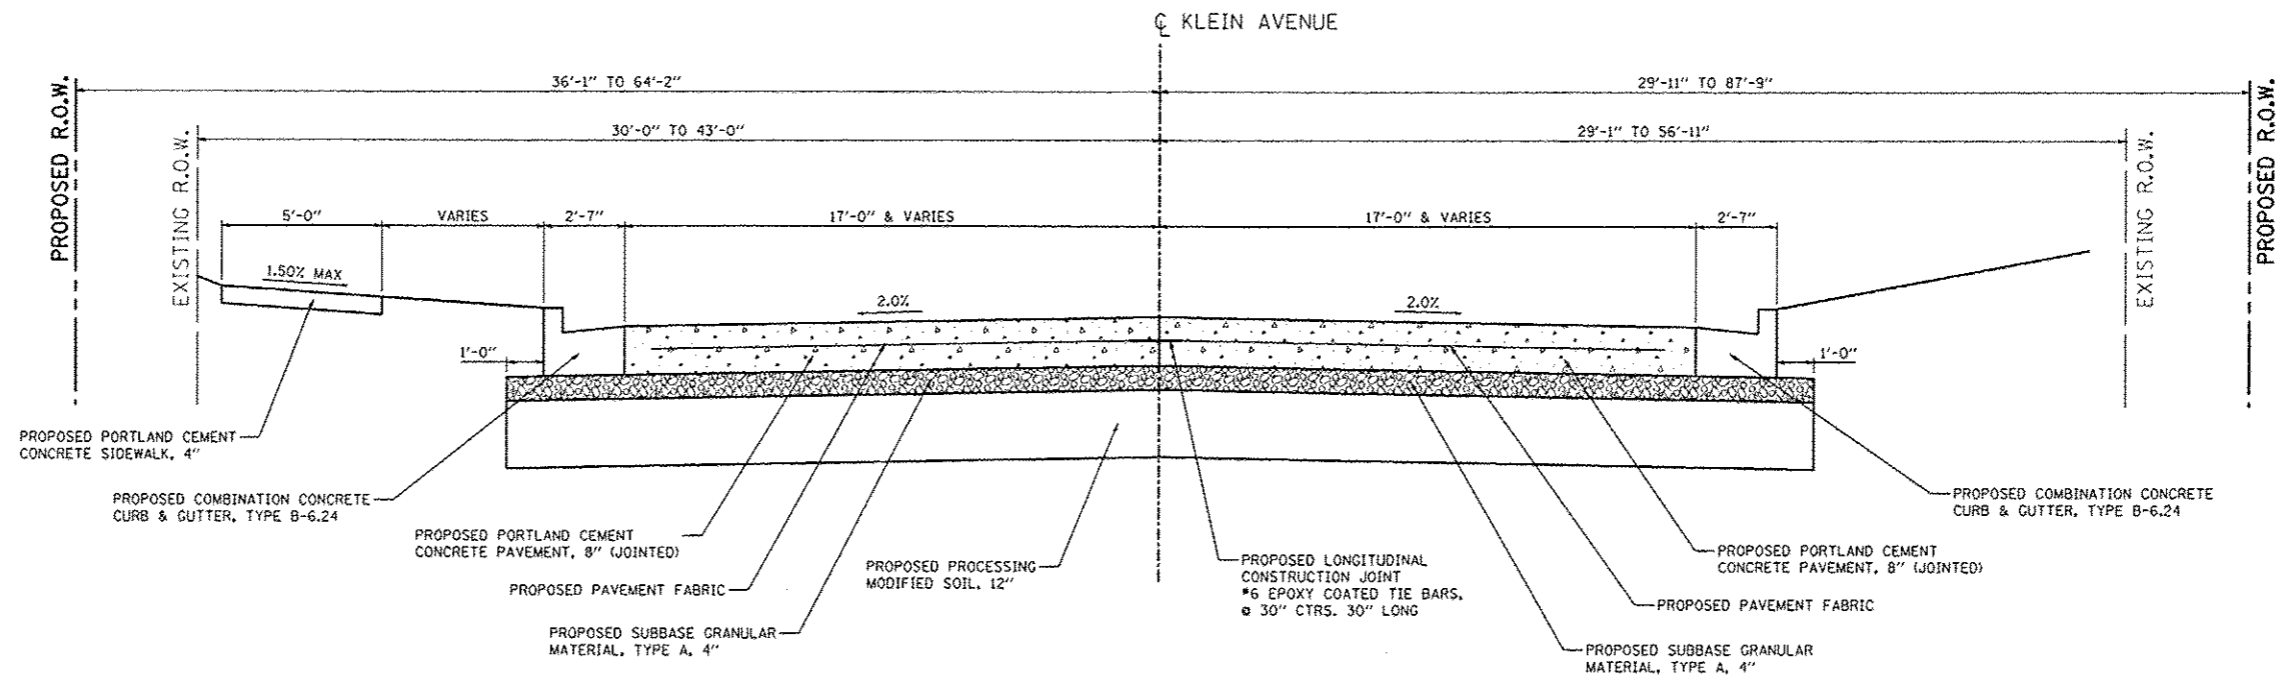 ℄ KLEIN AVENUE
36'-1" TO 64'-2"
29'-11" TO 87'-9"
PROPOSED R.O.W.
PROPOSED R.O.W.
30'-0" TO 43'-0"
29'-1" TO 56'-11"
EXISTING R.O.W.
EXISTING R.O.W.
5'-0"
VARIES
2'-7"
17'-0" & VARIES
17'-0" & VARIES
2'-7"
1.50% MAX
2.0%
2.0%
1'-0"
1'-0"
PROPOSED PORTLAND CEMENT
CONCRETE SIDEWALK, 4"
PROPOSED COMBINATION CONCRETE
CURB & GUTTER, TYPE B-6.24
PROPOSED PORTLAND CEMENT
CONCRETE PAVEMENT, 8" (JOINTED)
PROPOSED PAVEMENT FABRIC
PROPOSED SUBBASE GRANULAR
MATERIAL, TYPE A, 4"
PROPOSED PROCESSING
MODIFIED SOIL, 12"
PROPOSED LONGITUDINAL
CONSTRUCTION JOINT
#6 EPOXY COATED TIE BARS,
@ 30" CTRS. 30" LONG
PROPOSED COMBINATION CONCRETE
CURB & GUTTER, TYPE B-6.24
PROPOSED PORTLAND CEMENT
CONCRETE PAVEMENT, 8" (JOINTED)
PROPOSED PAVEMENT FABRIC
PROPOSED SUBBASE GRANULAR
MATERIAL, TYPE A, 4"